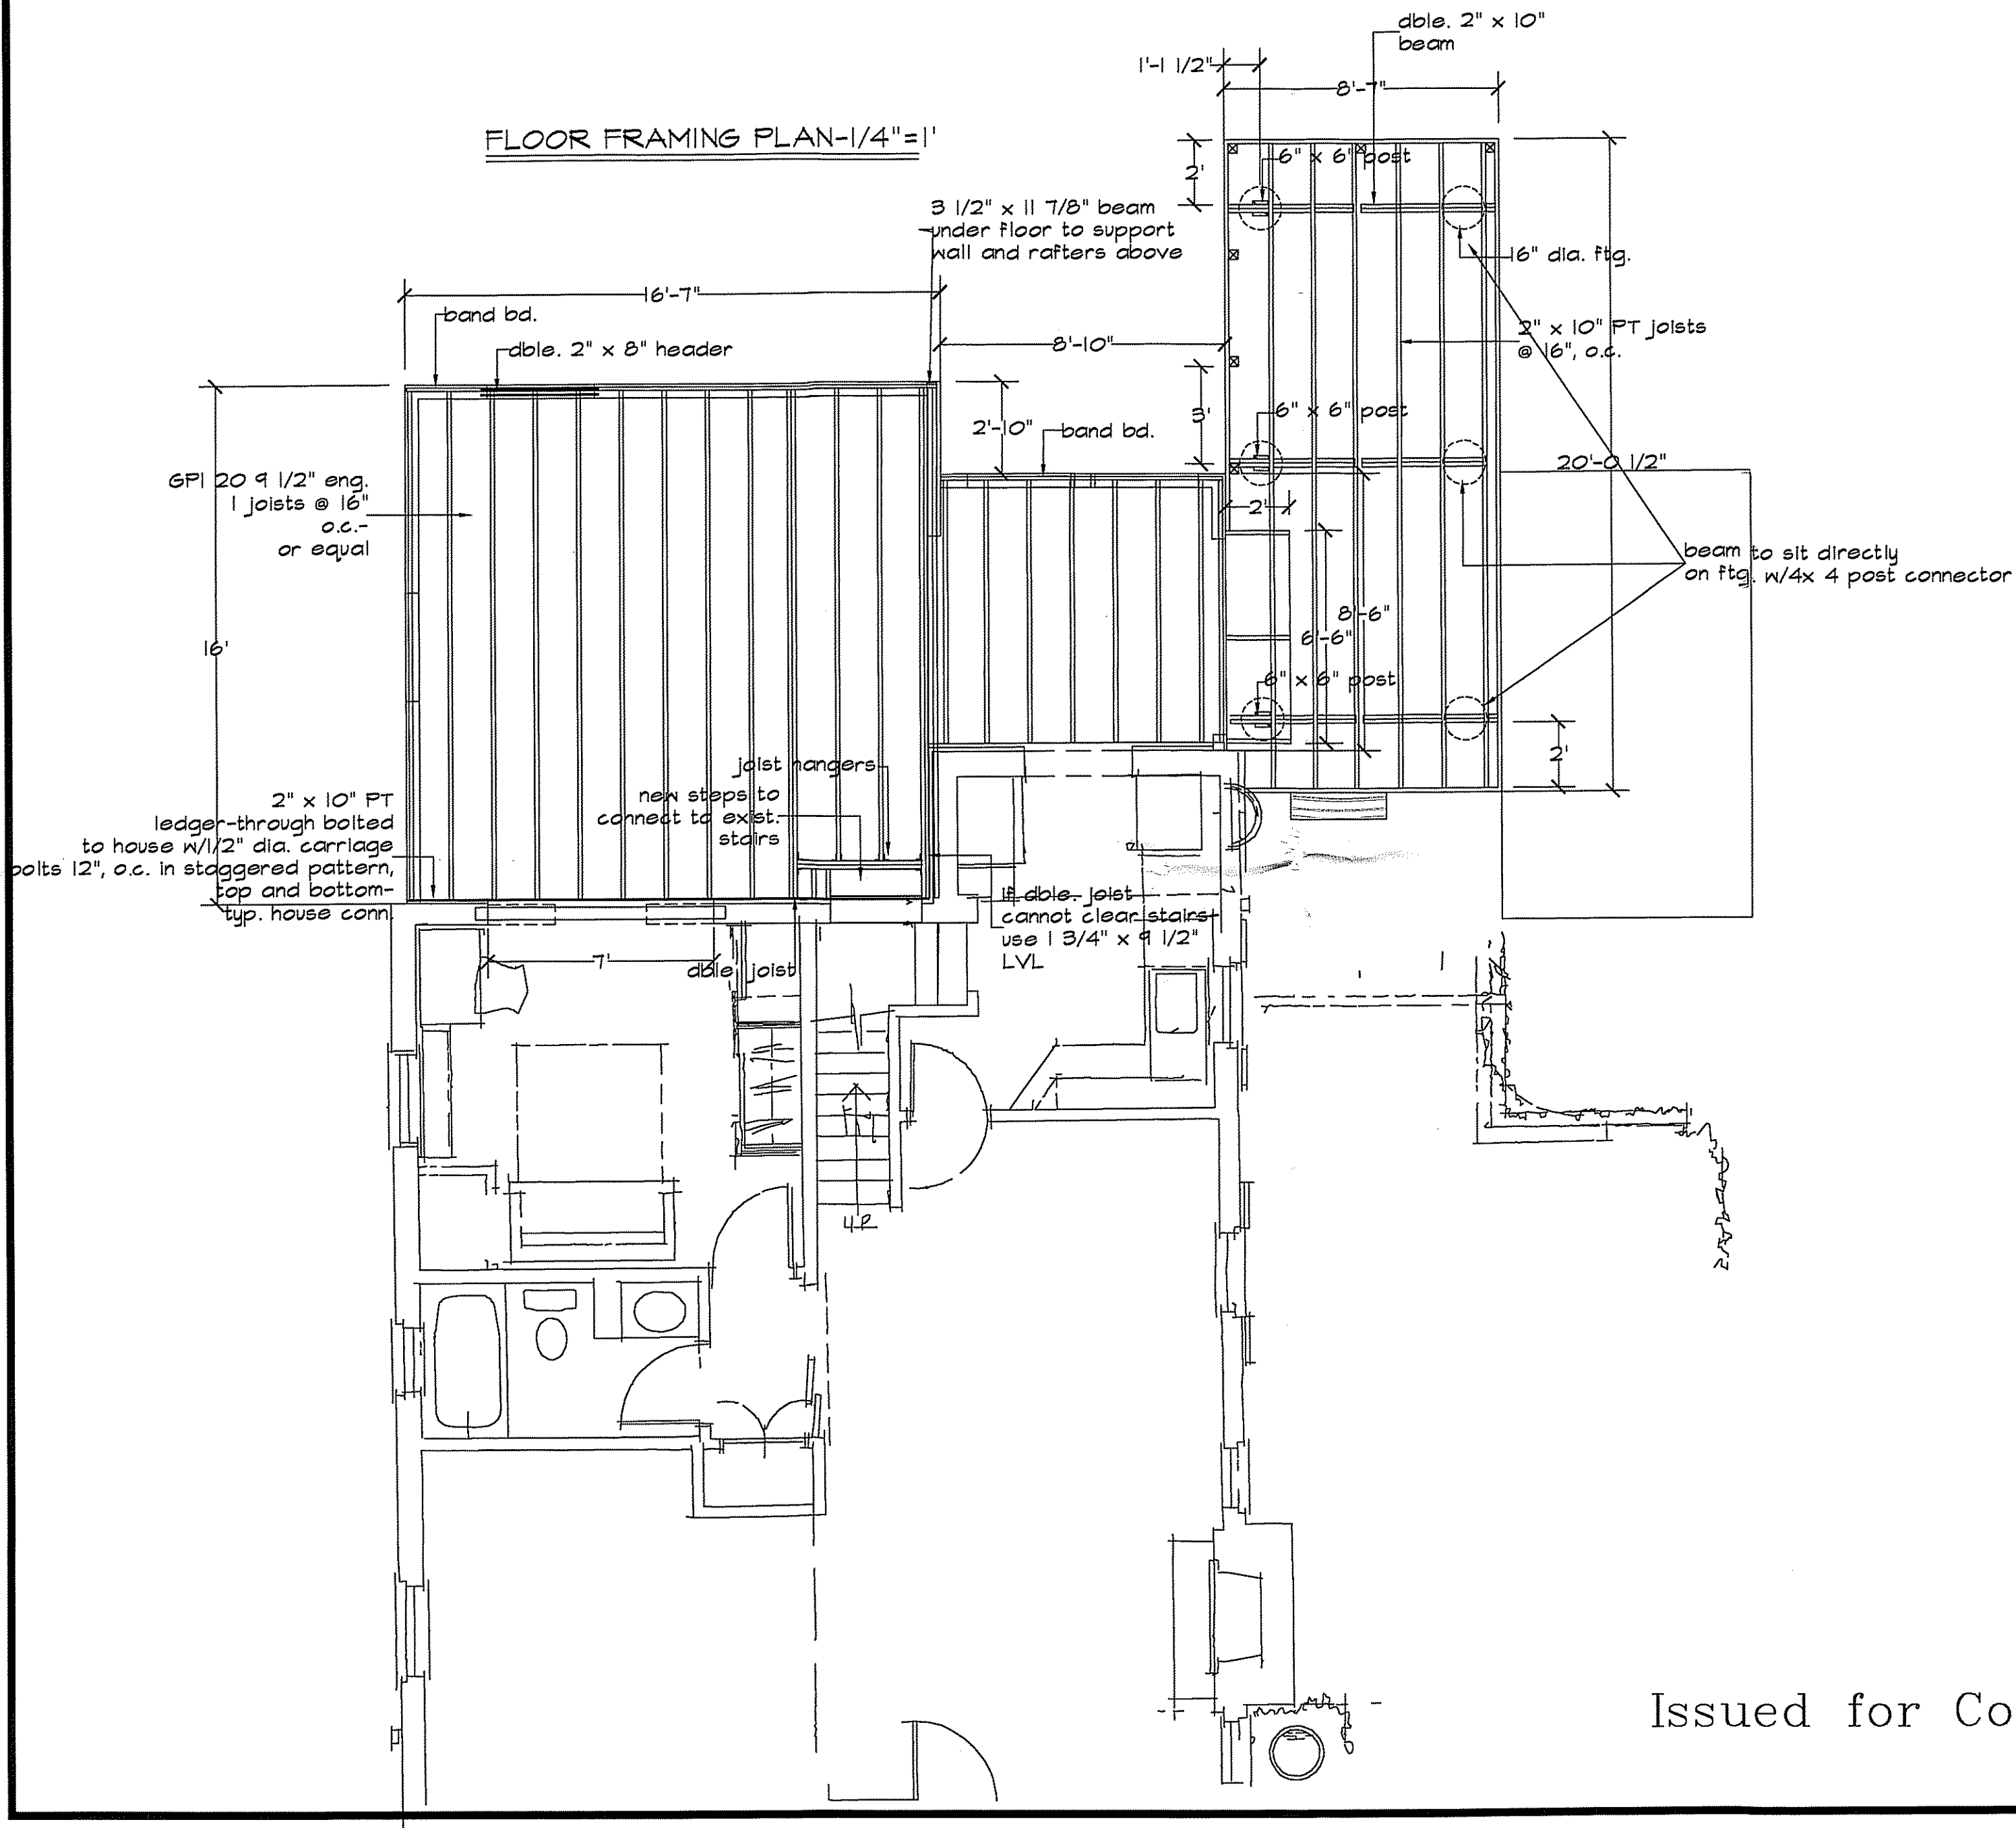 dble. 2" x 10"
beam
1'-1 1/2"
8'-7"
FLOOR FRAMING PLAN-1/4"=1'
6" x 6" post
2'
3 1/2" x 11 7/8" beam
under floor to support
wall and rafters above
16" dia. ftg.
16'-7"
band bd.
2" x 10" PT joists
@ 16", o.c.
dble. 2" x 8" header
8'-10"
6" x 6" post
3'
2'-10"
band bd.
20'-0 1/2"
GPI 20 9 1/2" eng.
I joists @ 16"
o.c.-
or equal
2'
beam to sit directly
on ftg. w/4x 4 post connector
8'-6"
6'-6"
16'
6" x 6" post
2'
joist hangers
new steps to
connect to exist.
stairs
2" x 10" PT
ledger-through bolted
to house w/1/2" dia. carriage
bolts 12", o.c. in staggered pattern,
top and bottom-
typ. house conn.
if dble. joist
cannot clear stairs
use 1 3/4" x 9 1/2"
LVL
7'
dble. joist
UP
Issued for Co